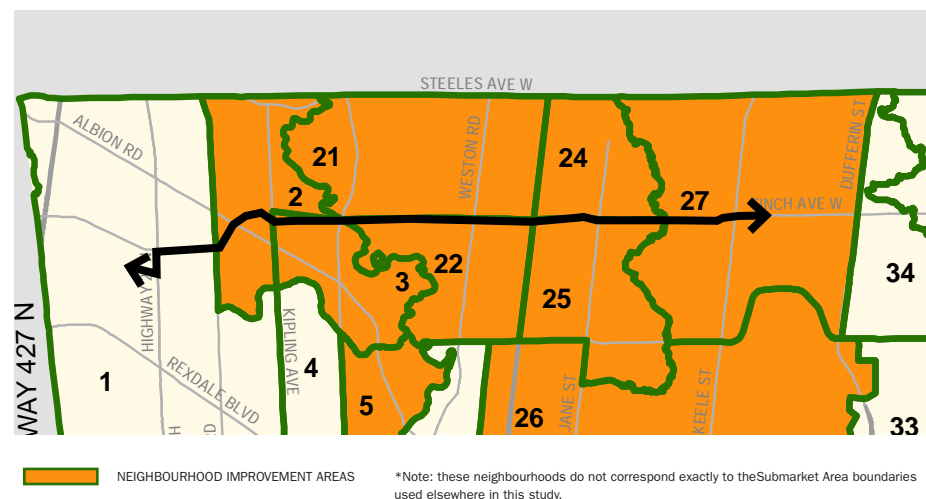 STEELES AVE W
ALBION RD
WESTON RD
DUFFERIN ST
21
24
2
27
INCH AVE W
22
3
34
25
HIGHWAY
WAY 427 N
KIPLING AVE
REXDALE BLVD
1
4
5
26
JANE ST
KEELE ST
33
NEIGHBOURHOOD IMPROVEMENT AREAS
*Note: these neighbourhoods do not correspond exactly to theSubmarket Area boundaries
used elsewhere in this study.